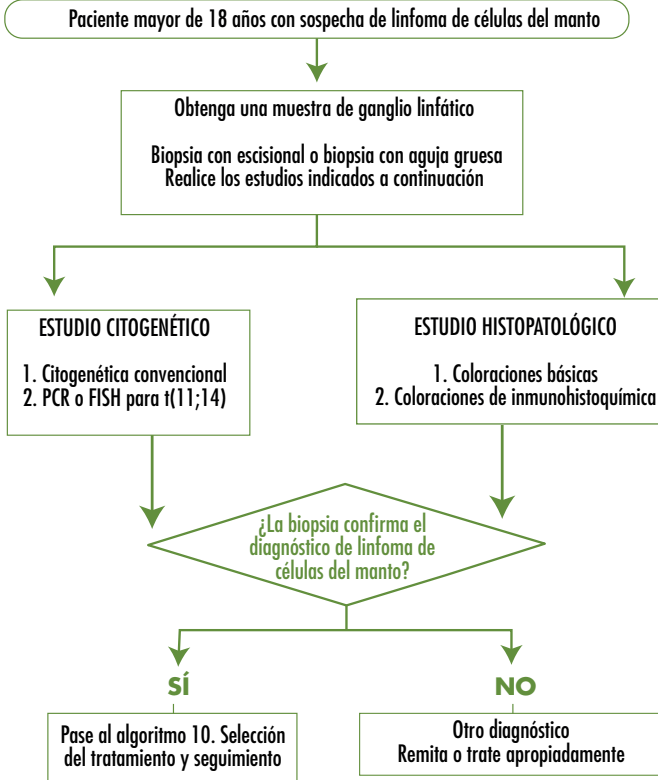 Paciente mayor de 18 años con sospecha de linfoma de células del manto
Obtenga una muestra de ganglio linfático
Biopsia con escisional o biopsia con aguja gruesa
Realice los estudios indicados a continuación
ESTUDIO CITOGENÉTICO
1. Citogenética convencional
2. PCR o FISH para t(11;14)
ESTUDIO HISTOPATOLÓGICO
1. Coloraciones básicas
2. Coloraciones de inmunohistoquímica
¿La biopsia confirma el
diagnóstico de linfoma de
células del manto?
SÍ
Pase al algoritmo 10. Selección
del tratamiento y seguimiento
NO
Otro diagnóstico
Remita o trate apropiadamente